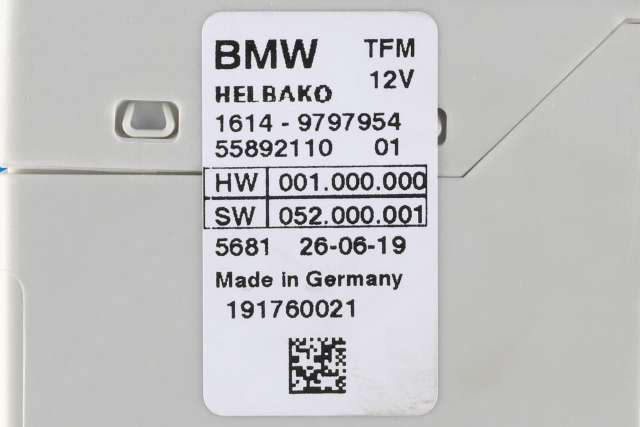 BMW TFM
12V
HELBAKO
1614 - 9797954
55892110 01
HW 001.000.000
SW 052.000.001
5681 26-06-19
Made in Germany
191760021